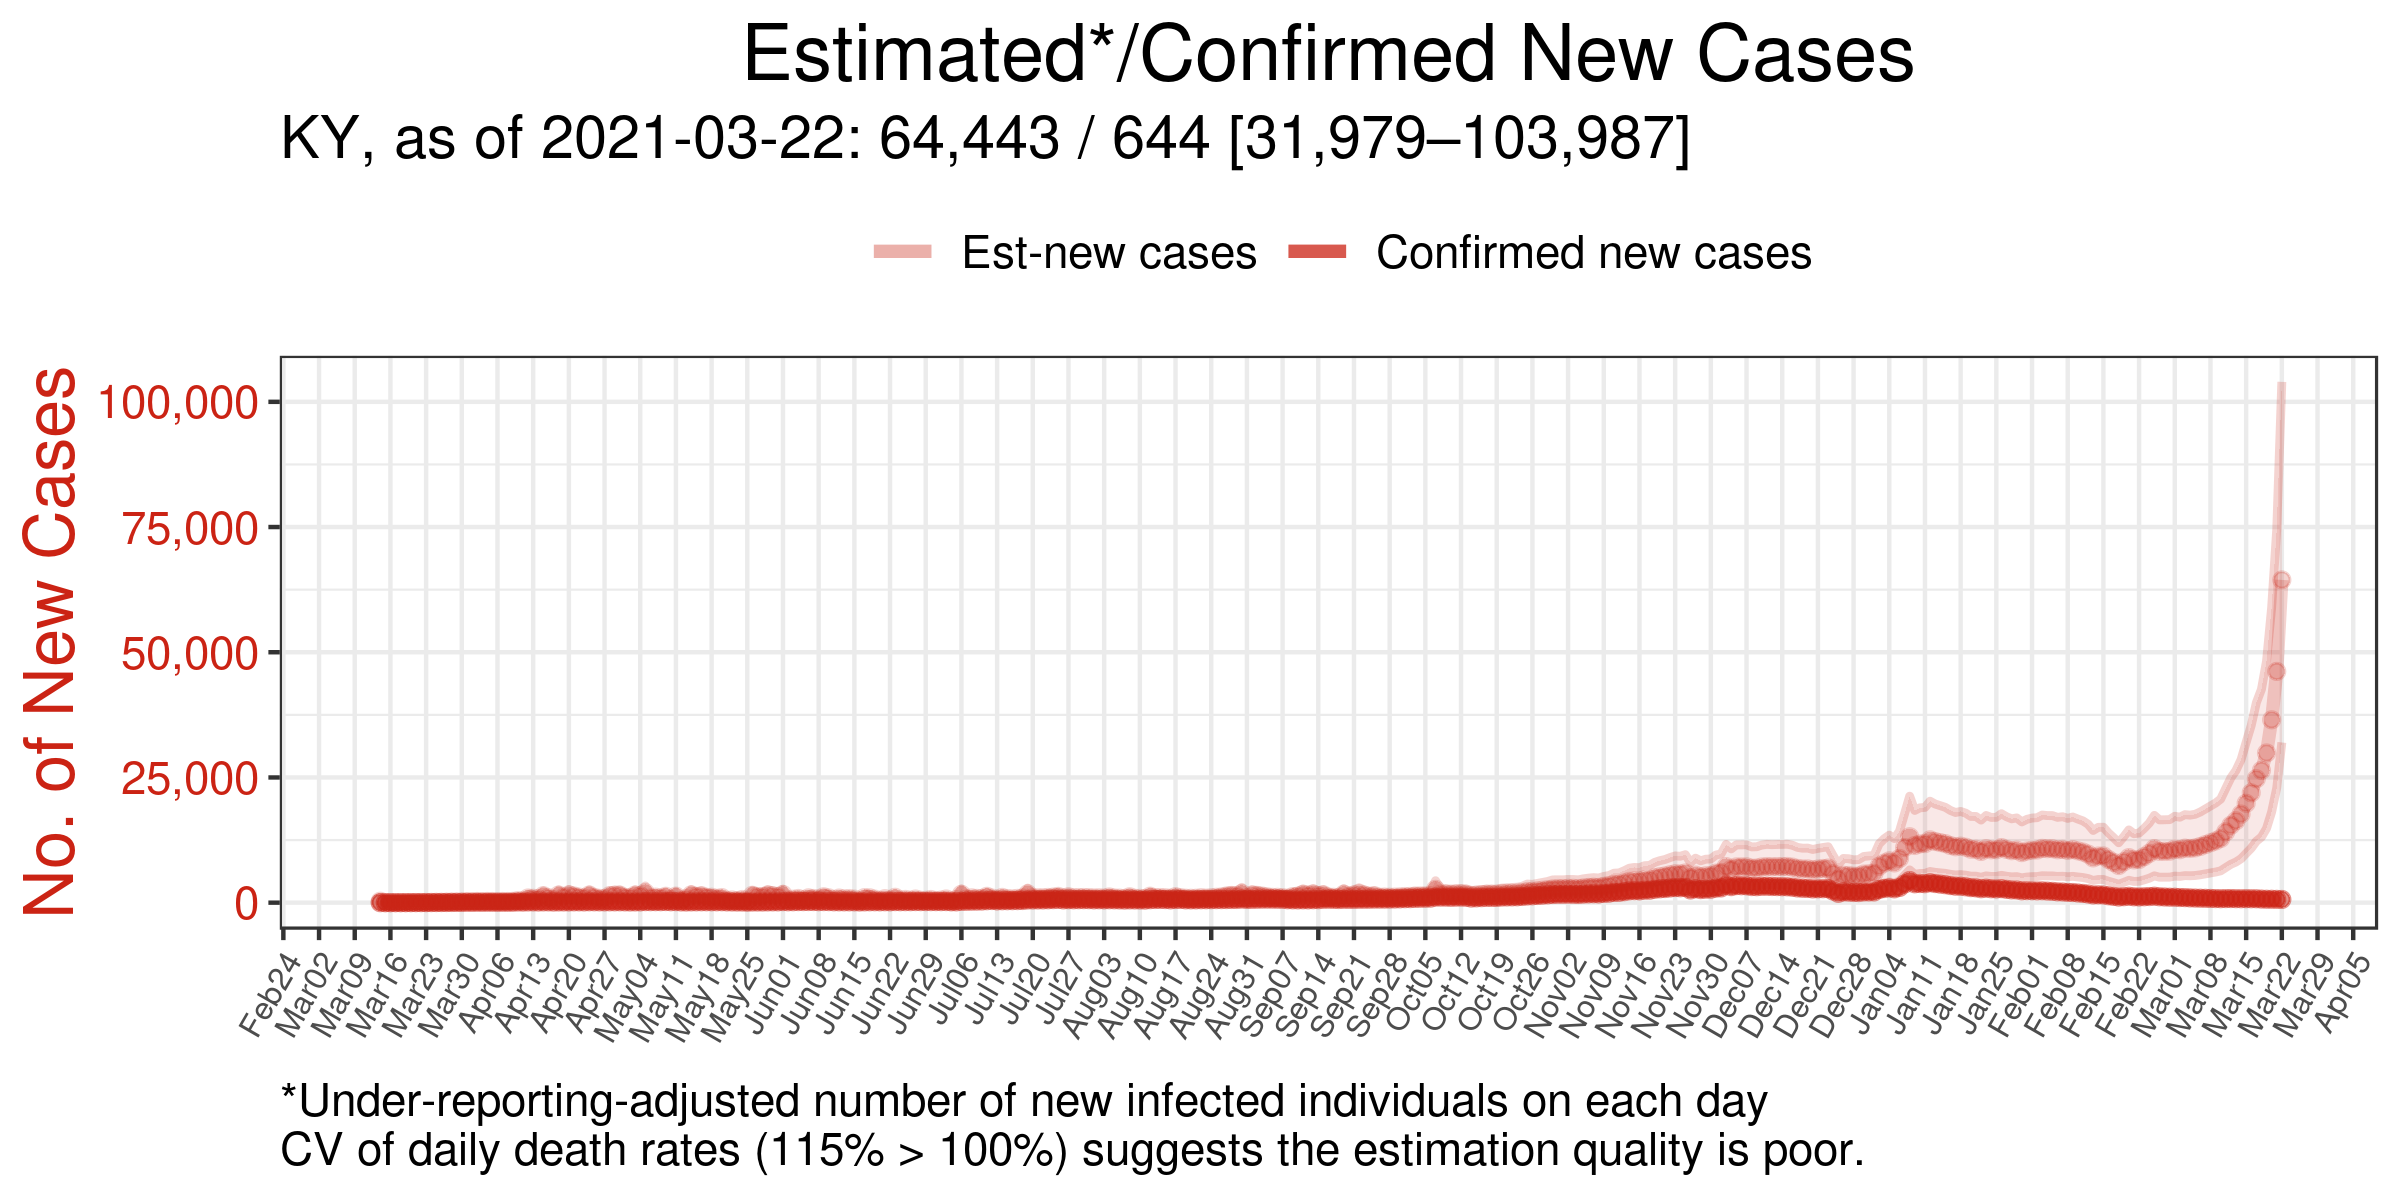 Estimated*/Confirmed New Cases
KY, as of 2021-03-22: 64,443 / 644 [31,979–103,987]
Est-new cases Confirmed new cases
No. of New Cases
100,000
75,000
50,000
25,000
0
Feb24 Mar02 Mar09 Mar16 Mar23 Mar30 Apr06 Apr13 Apr20 Apr27 May04 May11 May18 May25 Jun01 Jun08 Jun15 Jun22 Jun29 Jul06 Jul13 Jul20 Jul27 Aug03 Aug10 Aug17 Aug24 Aug31 Sep07 Sep14 Sep21 Sep28 Oct05 Oct12 Oct19 Oct26 Nov02 Nov09 Nov16 Nov23 Nov30 Dec07 Dec14 Dec21 Dec28 Jan04 Jan11 Jan18 Jan25 Feb01 Feb08 Feb15 Feb22 Mar01 Mar08 Mar15 Mar22 Mar29 Apr05
*Under-reporting-adjusted number of new infected individuals on each day
CV of daily death rates (115% > 100%) suggests the estimation quality is poor.